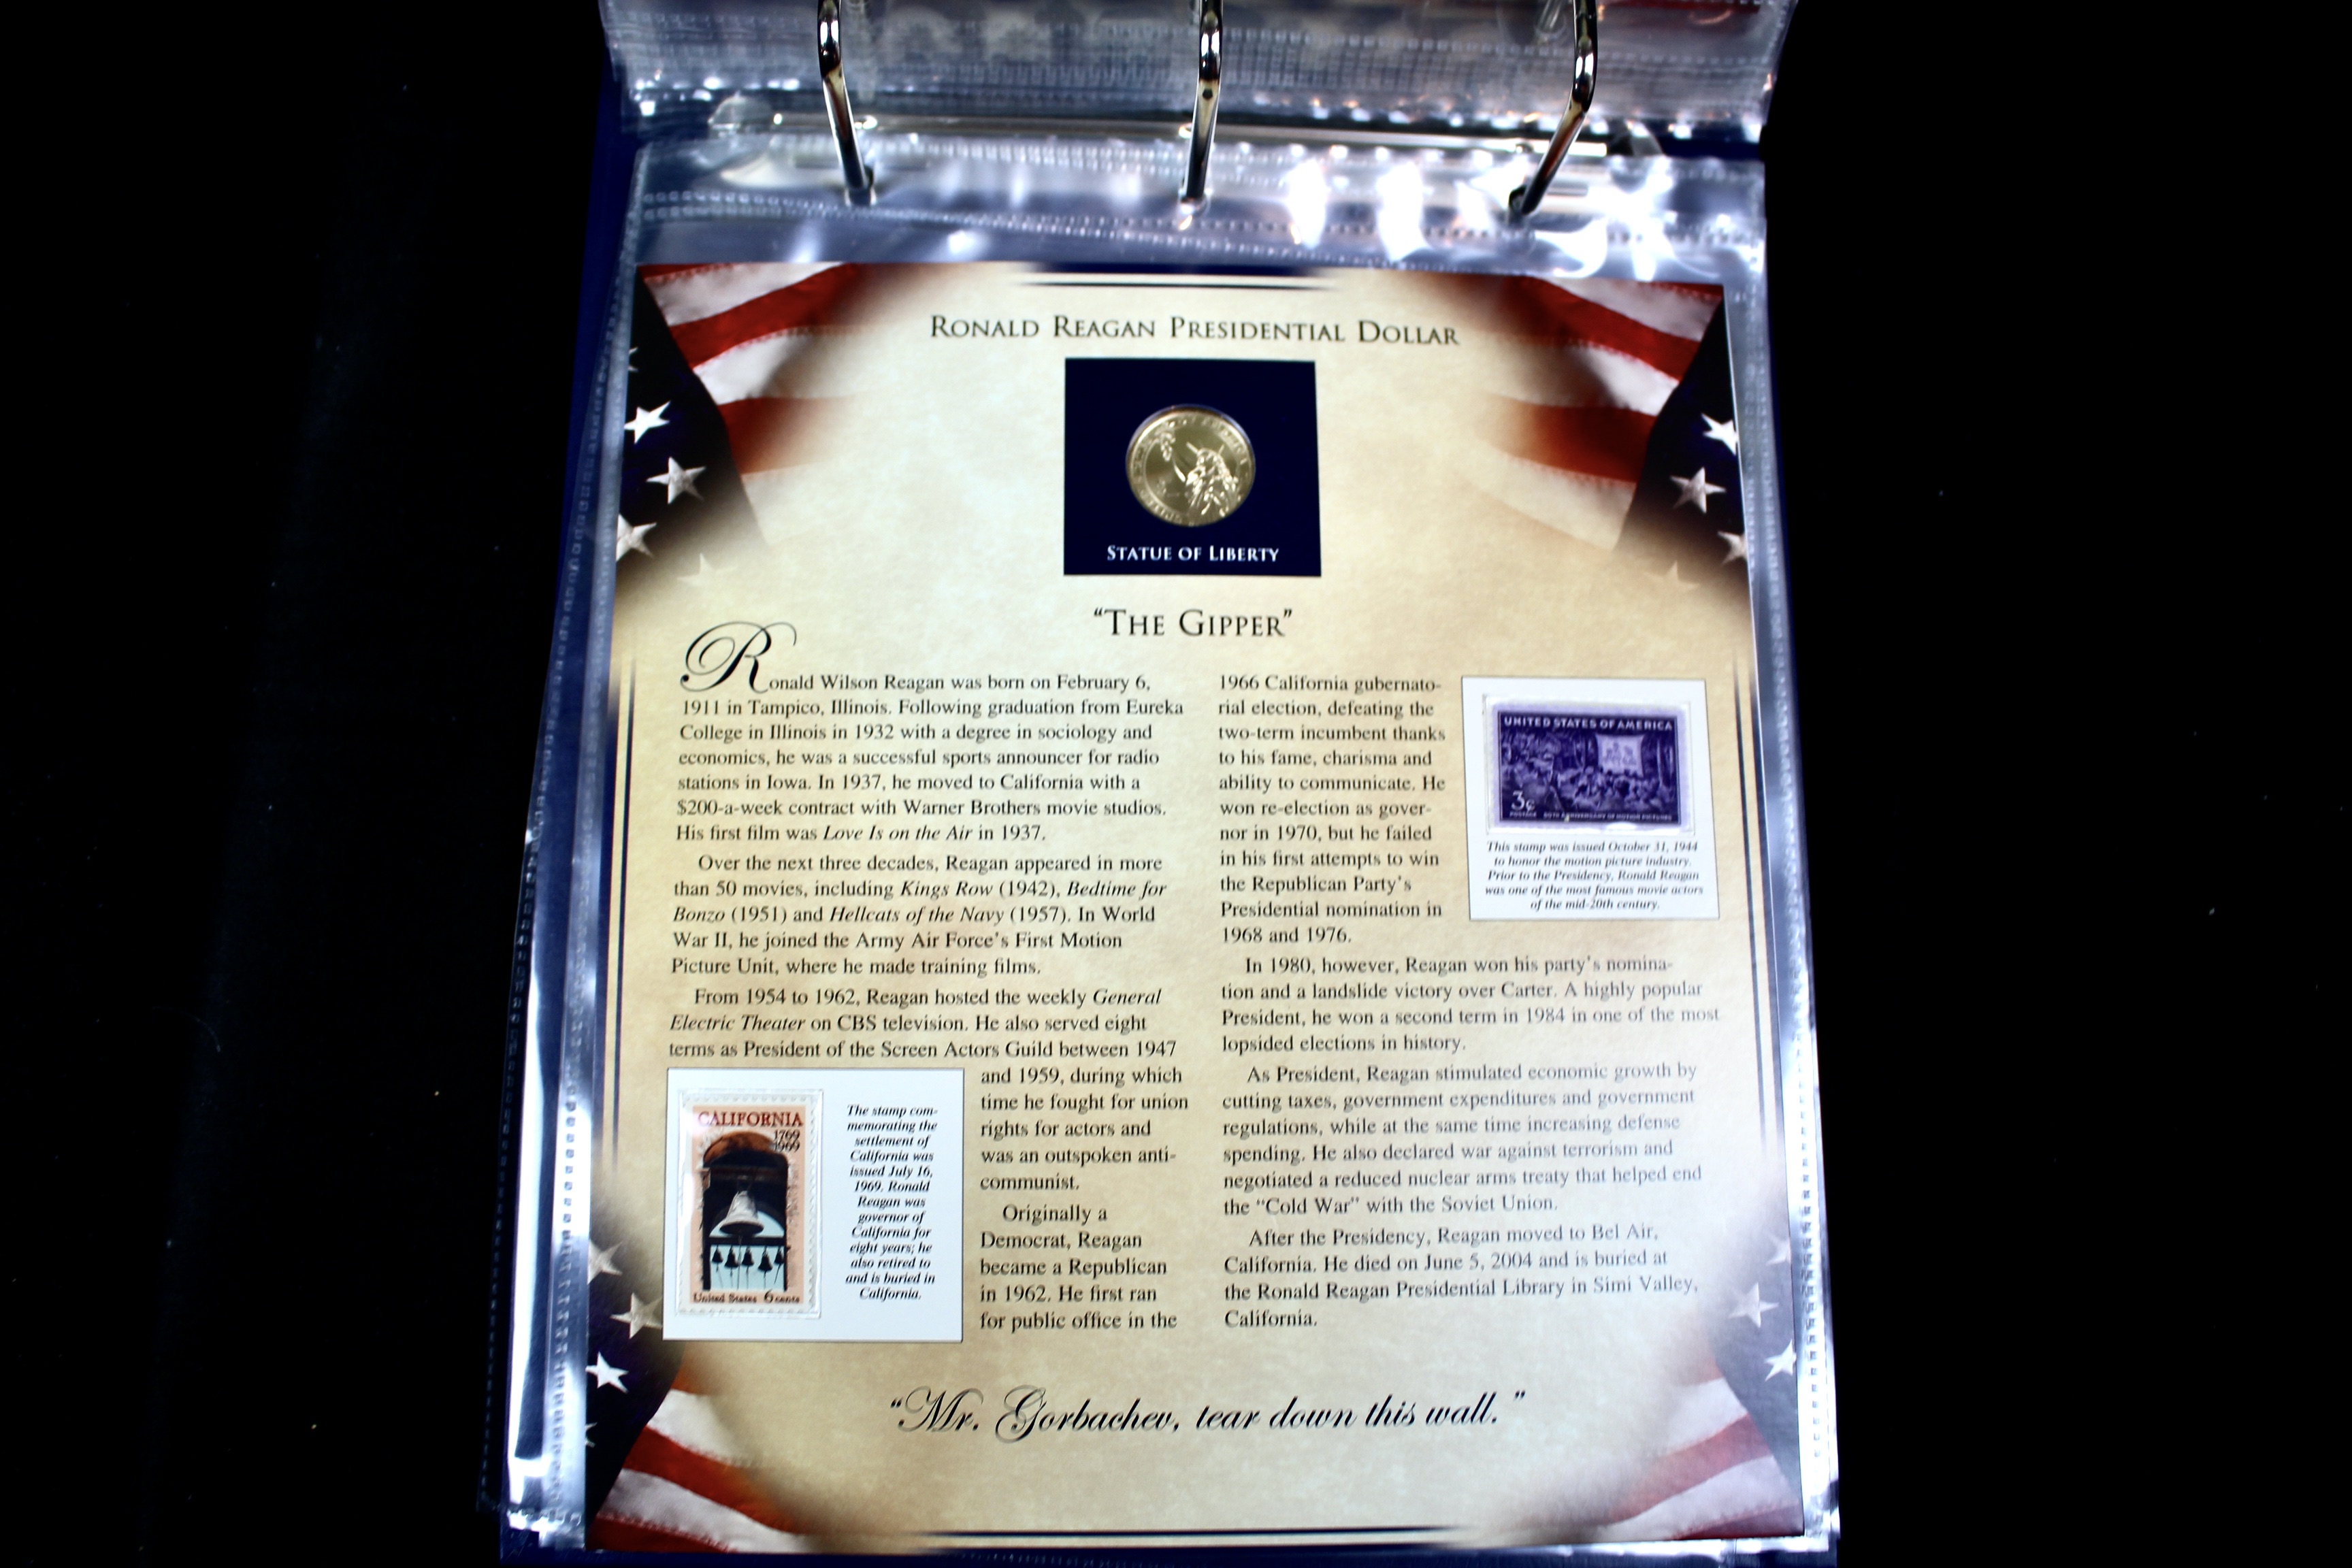 RONALD REAGAN PRESIDENTIAL DOLLAR
STATUE OF LIBERTY
"THE GIPPER"
Ronald Wilson Reagan was born on February 6,
1911 in Tampico, Illinois. Following graduation from Eureka
College in Illinois in 1932 with a degree in sociology and
economics, he was a successful sports announcer for radio
stations in Iowa. In 1937, he moved to California with a
$200-a-week contract with Warner Brothers movie studios.
His first film was Love Is on the Air in 1937.
Over the next three decades, Reagan appeared in more
than 50 movies, including Kings Row (1942), Bedtime for
Bonzo (1951) and Hellcats of the Navy (1957). In World
War II, he joined the Army Air Force's First Motion
Picture Unit, where he made training films.
From 1954 to 1962, Reagan hosted the weekly General
Electric Theater on CBS television. He also served eight
terms as President of the Screen Actors Guild between 1947
and 1959, during which
time he fought for union
rights for actors and
was an outspoken anti-
communist.
Originally a
Democrat, Reagan
became a Republican
in 1962. He first ran
for public office in the
CALIFORNIA
1769
1969
United States 6 cents
The stamp com-
memorating the
settlement of
California was
issued July 16,
1969. Ronald
Reagan was
governor of
California for
eight years; he
also retired to
and is buried in
California.
1966 California gubernato-
rial election, defeating the
two-term incumbent thanks
to his fame, charisma and
ability to communicate. He
won re-election as gover-
nor in 1970, but he failed
in his first attempts to win
the Republican Party's
Presidential nomination in
1968 and 1976.
UNITED STATES OF AMERICA
3¢
POSTAGE 50TH ANNIVERSARY OF MOTION PICTURES
This stamp was issued October 31, 1944
to honor the motion picture industry.
Prior to the Presidency, Ronald Reagan
was one of the most famous movie actors
of the mid-20th century.
In 1980, however, Reagan won his party's nomina-
tion and a landslide victory over Carter. A highly popular
President, he won a second term in 1984 in one of the most
lopsided elections in history.
As President, Reagan stimulated economic growth by
cutting taxes, government expenditures and government
regulations, while at the same time increasing defense
spending. He also declared war against terrorism and
negotiated a reduced nuclear arms treaty that helped end
the "Cold War" with the Soviet Union.
After the Presidency, Reagan moved to Bel Air,
California. He died on June 5, 2004 and is buried at
the Ronald Reagan Presidential Library in Simi Valley,
California.
"Mr. Gorbachev, tear down this wall."